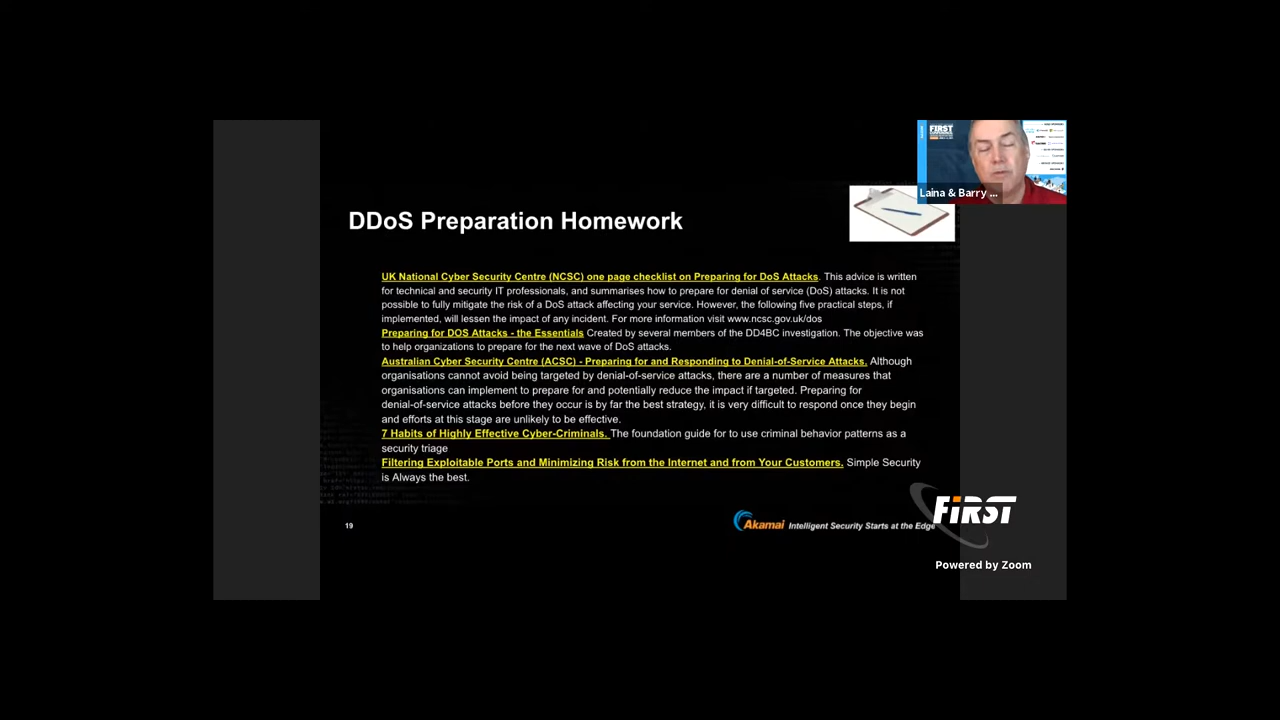 FIRST
Laina & Barry ...
DDoS Preparation Homework
UK National Cyber Security Centre (NCSC) one page checklist on Preparing for DoS Attacks. This advice is written
for technical and security IT professionals, and summarises how to prepare for denial of service (DoS) attacks. It is not
possible to fully mitigate the risk of a DoS attack affecting your service. However, the following five practical steps, if
implemented, will lessen the impact of any incident. For more information visit www.ncsc.gov.uk/dos
Preparing for DOS Attacks - the Essentials Created by several members of the DD4BC investigation. The objective was
to help organizations to prepare for the next wave of DoS attacks.
Australian Cyber Security Centre (ACSC) - Preparing for and Responding to Denial-of-Service Attacks. Although
organisations cannot avoid being targeted by denial-of-service attacks, there are a number of measures that
organisations can implement to prepare for and potentially reduce the impact if targeted. Preparing for
denial-of-service attacks before they occur is by far the best strategy, it is very difficult to respond once they begin
and efforts at this stage are unlikely to be effective.
7 Habits of Highly Effective Cyber-Criminals. The foundation guide for to use criminal behavior patterns as a
security triage
Filtering Exploitable Ports and Minimizing Risk from the Internet and from Your Customers. Simple Security
is Always the best.
19
Akamai Intelligent Security Starts at the Edge
FIRST
Powered by Zoom